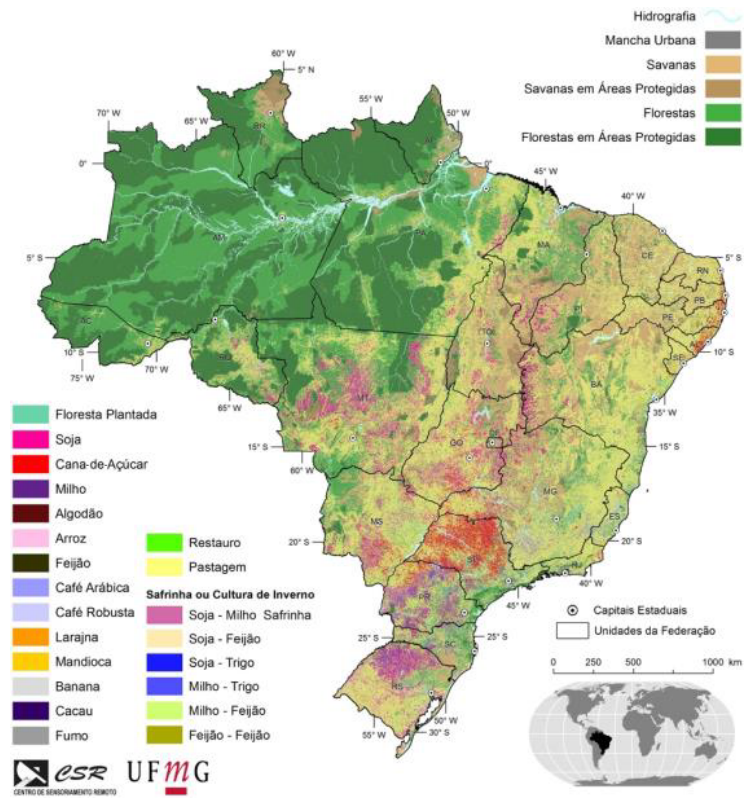 Hidrografia
Mancha Urbana
Savanas
Savanas em Áreas Protegidas
Florestas
Florestas em Áreas Protegidas
60° W
5° N
70° W
65° W
55° W
50° W
0°
0°
45° W
40° W
RR
AP
AM
PA
MA
CE
RN
PB
PE
PI
SE
5° S
5° S
AC
RO
TO
BA
10° S
10° S
75° W
70° W
65° W
35° W
MT
15° S
15° S
60° W
GO
MG
ES
MS
20° S
20° S
SP
RJ
40° W
45° W
PR
25° S
25° S
SC
RS
50° W
55° W
30° S
Floresta Plantada
Soja
Cana-de-Açúcar
Milho
Algodão
Arroz
Feijão
Café Arábica
Café Robusta
Larajna
Mandioca
Banana
Cacau
Fumo
Restauro
Pastagem
Safrinha ou Cultura de Inverno
Soja - Milho Safrinha
Soja - Feijão
Soja - Trigo
Milho - Trigo
Milho - Feijão
Feijão - Feijão
Capitais Estaduais
Unidades da Federação
0 250 500 1000 km
CSR
CENTRO DE SENSORIAMENTO REMOTO
UFmG